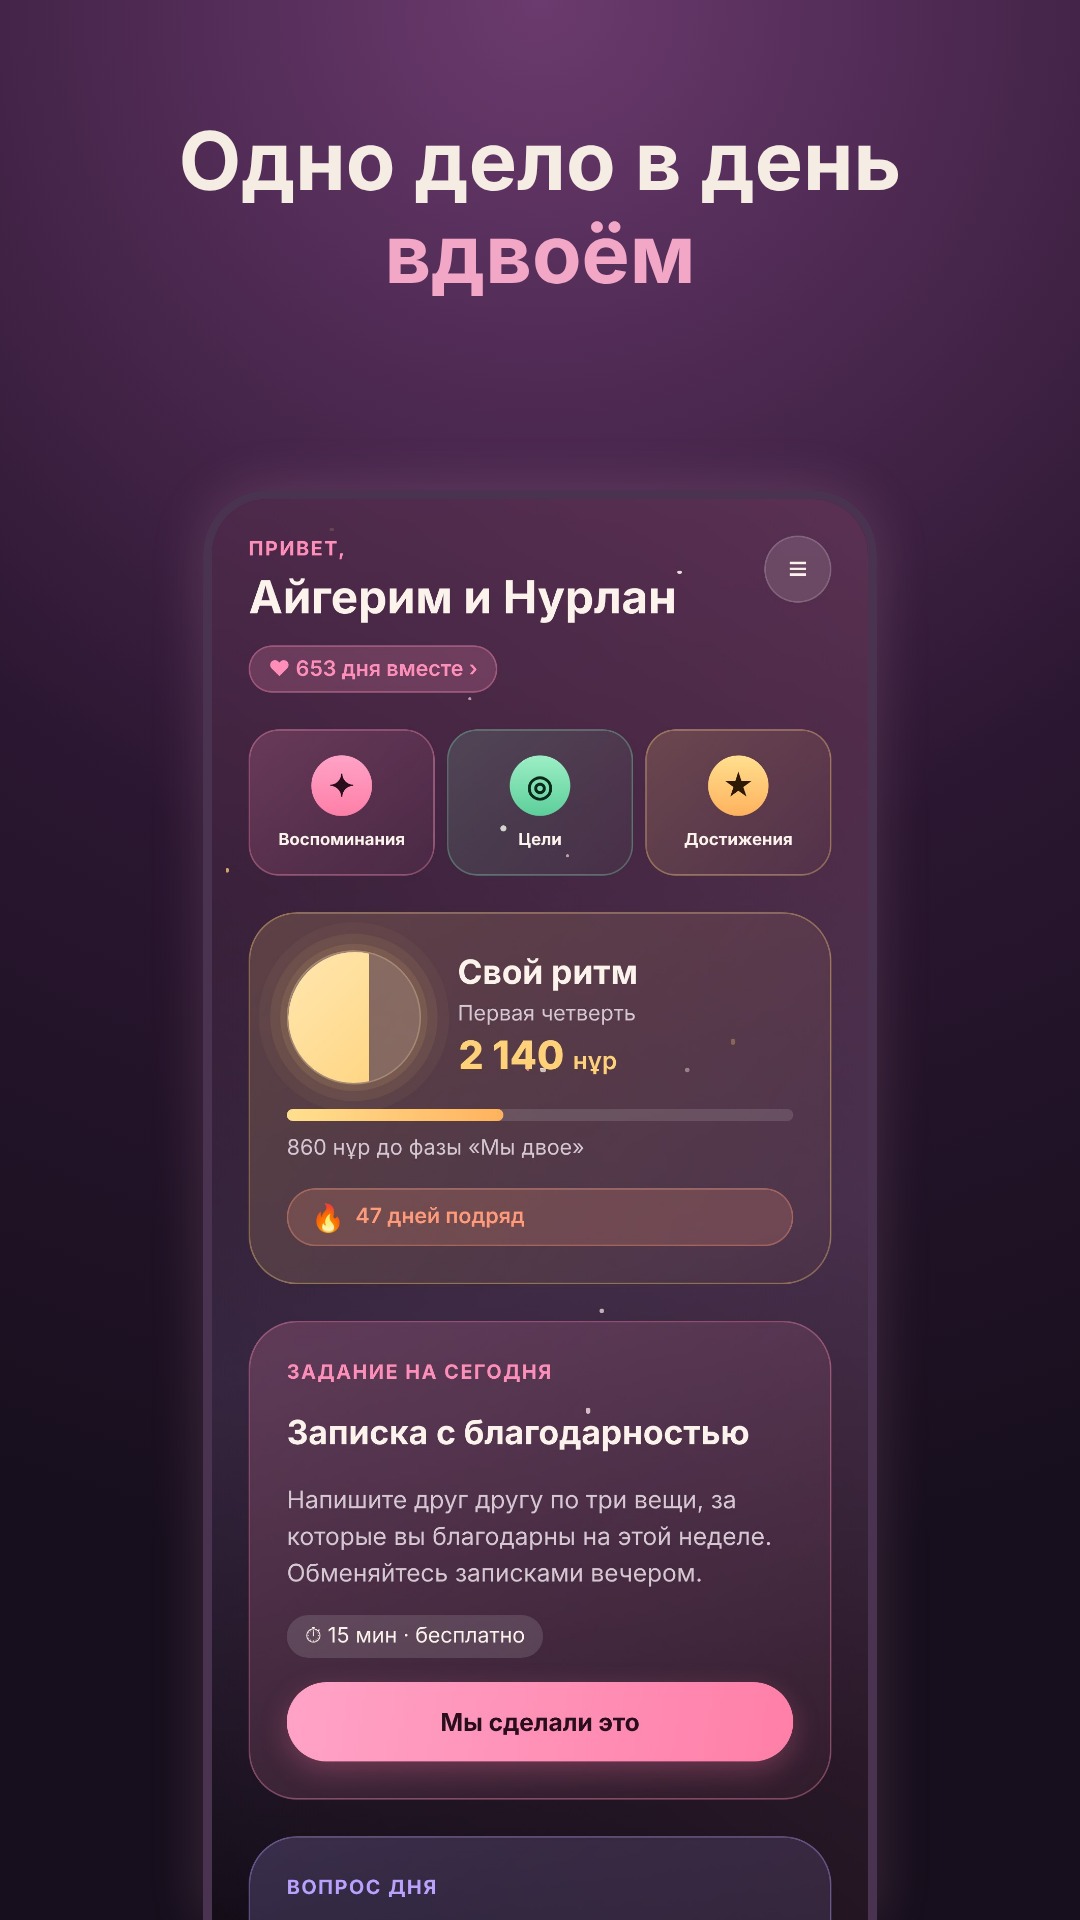 Одно дело в день
вдвоём
ПРИВЕТ,
Айгерим и Нурлан
653 дня вместе ›
Воспоминания
Цели
Достижения
Свой ритм
Первая четверть
2 140 нұр
860 нұр до фазы «Мы двое»
47 дней подряд
ЗАДАНИЕ НА СЕГОДНЯ
Записка с благодарностью
Напишите друг другу по три вещи, за
которые вы благодарны на этой неделе.
Обменяйтесь записками вечером.
15 мин · бесплатно
Мы сделали это
ВОПРОС ДНЯ